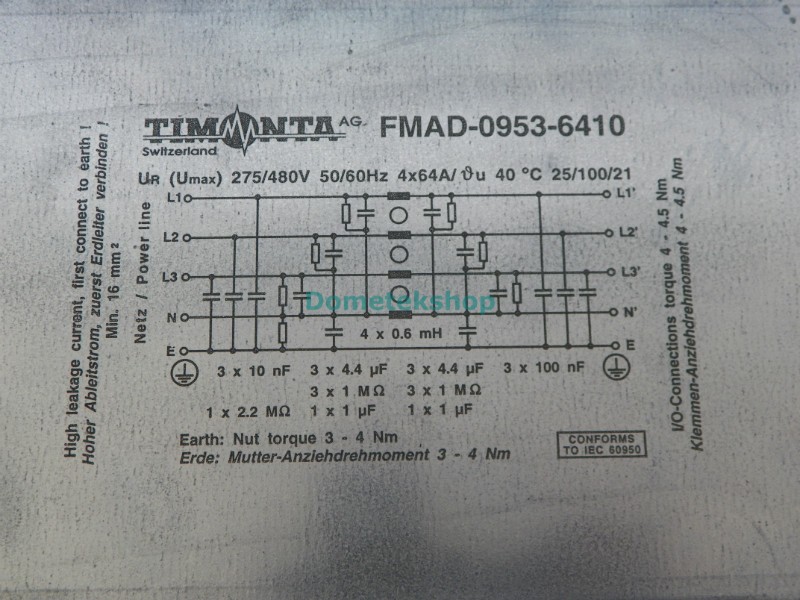 TIMONTA AG. FMAD-0953-6410
Switzerland
UR (Umax) 275/480V 50/60Hz 4x64A/ ϑu 40 °C 25/100/21
High leakage current, first connect to earth !
Hoher Ableitstrom, zuerst Erdleiter verbinden !
Min. 16 mm²
Netz / Power line
L1 L1'
L2 L2'
L3 L3'
Dometekshop
N N'
4 x 0.6 mH
E E
3 x 10 nF 3 x 4.4 µF 3 x 4.4 µF 3 x 100 nF
3 x 1 MΩ 3 x 1 MΩ
1 x 2.2 MΩ 1 x 1 µF 1 x 1 µF
Earth: Nut torque 3 - 4 Nm
Erde: Mutter-Anziehdrehmoment 3 - 4 Nm
CONFORMS
TO IEC 60950
I/O-Connections torque 4 - 4.5 Nm
Klemmen-Anziehdrehmoment 4 - 4.5 Nm